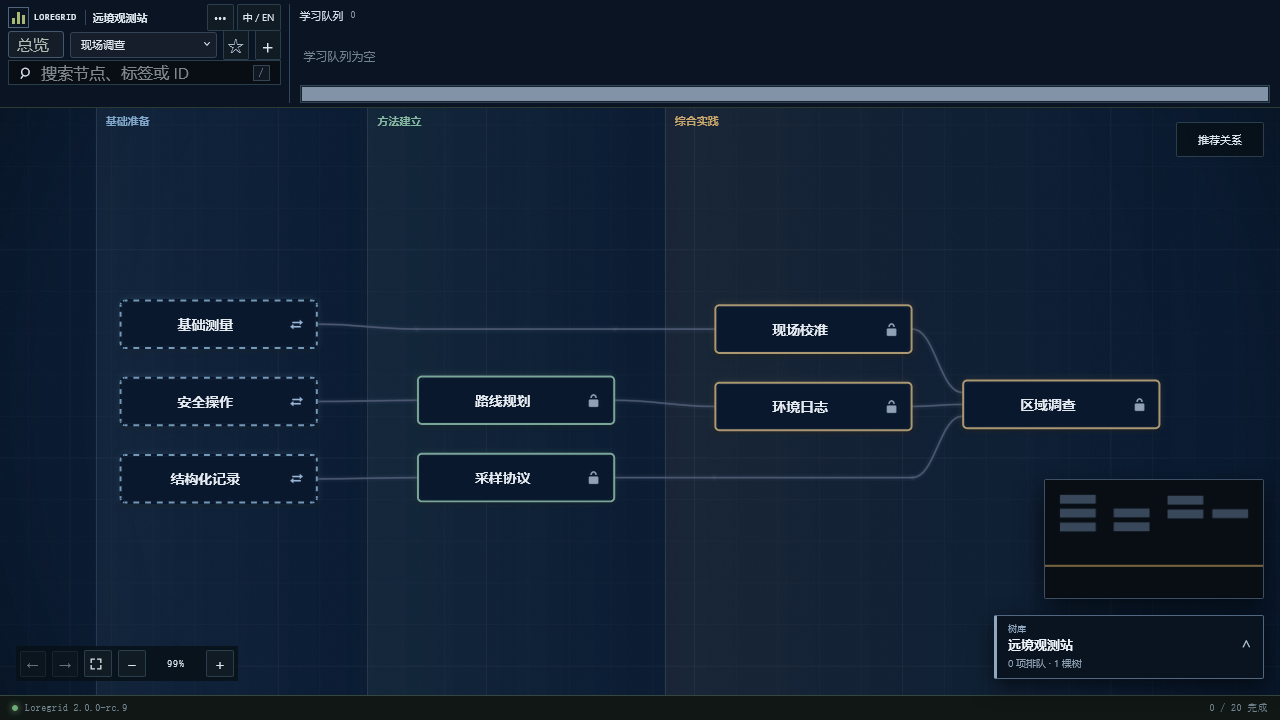 LOREGRID 远境观测站 ••• 中 / EN
总览 现场调查 ☆ +
搜索节点、标签或 ID /
学习队列 0
学习队列为空
基础准备
方法建立
综合实践
推荐关系
基础测量
安全操作
结构化记录
路线规划
采样协议
现场校准
环境日志
区域调查
树库
远境观测站
0 项排队 · 1 棵树
← → − 99% +
Loregrid 2.0.0-rc.9
0 / 20 完成